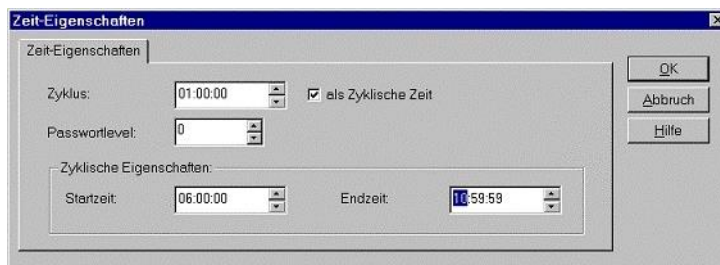 Zeit-Eigenschaften
Zeit-Eigenschaften
Zyklus: 01:00:00 als Zyklische Zeit
Passwortlevel: 0
Zyklische Eigenschaften:
Startzeit: 06:00:00 Endzeit: 10:59:59
OK
Abbruch
Hilfe